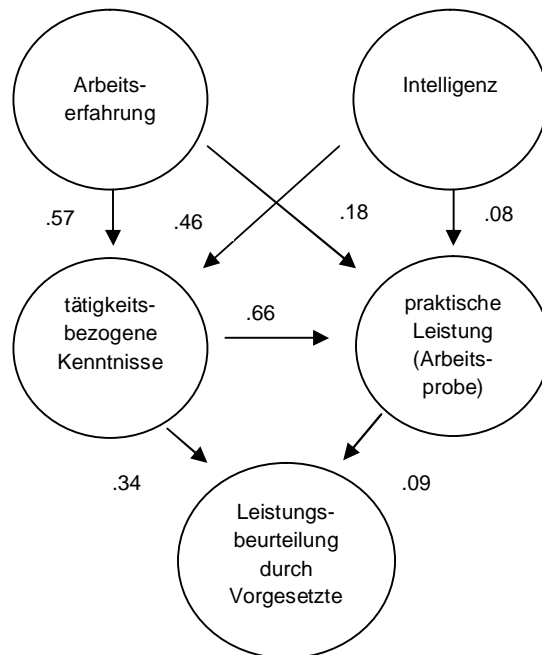 Arbeits-
erfahrung
Intelligenz
.57
.46
.18
.08
tätigkeits-
bezogene
Kenntnisse
.66
praktische
Leistung
(Arbeits-
probe)
.34
.09
Leistungs-
beurteilung
durch
Vorgesetzte